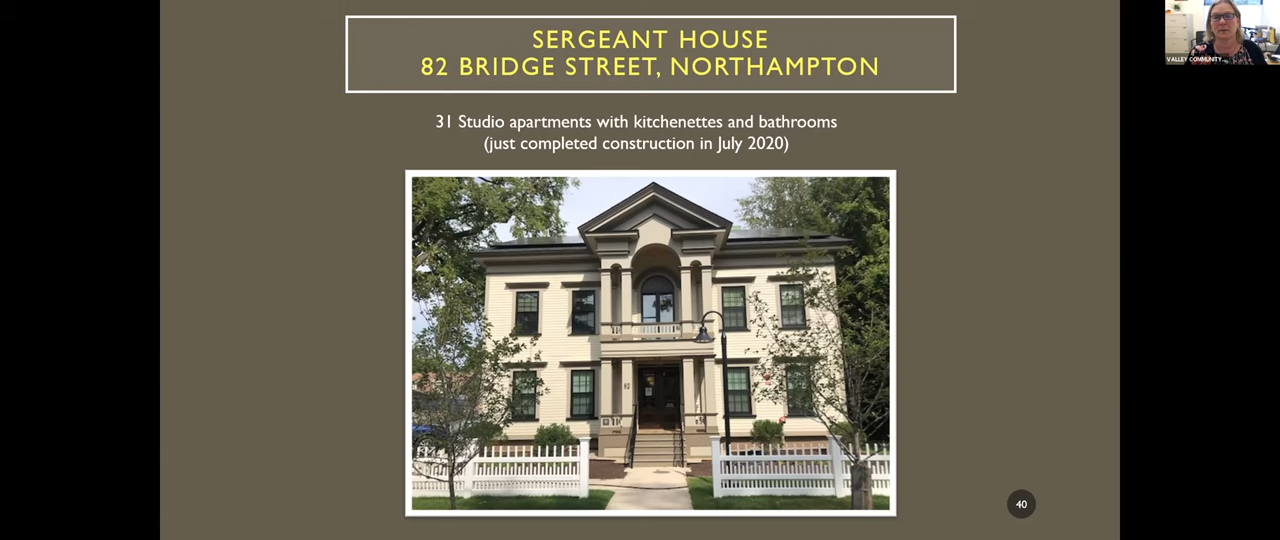 SERGEANT HOUSE
82 BRIDGE STREET, NORTHAMPTON
31 Studio apartments with kitchenettes and bathrooms
(just completed construction in July 2020)
40
VALLEY COMMUNITY...